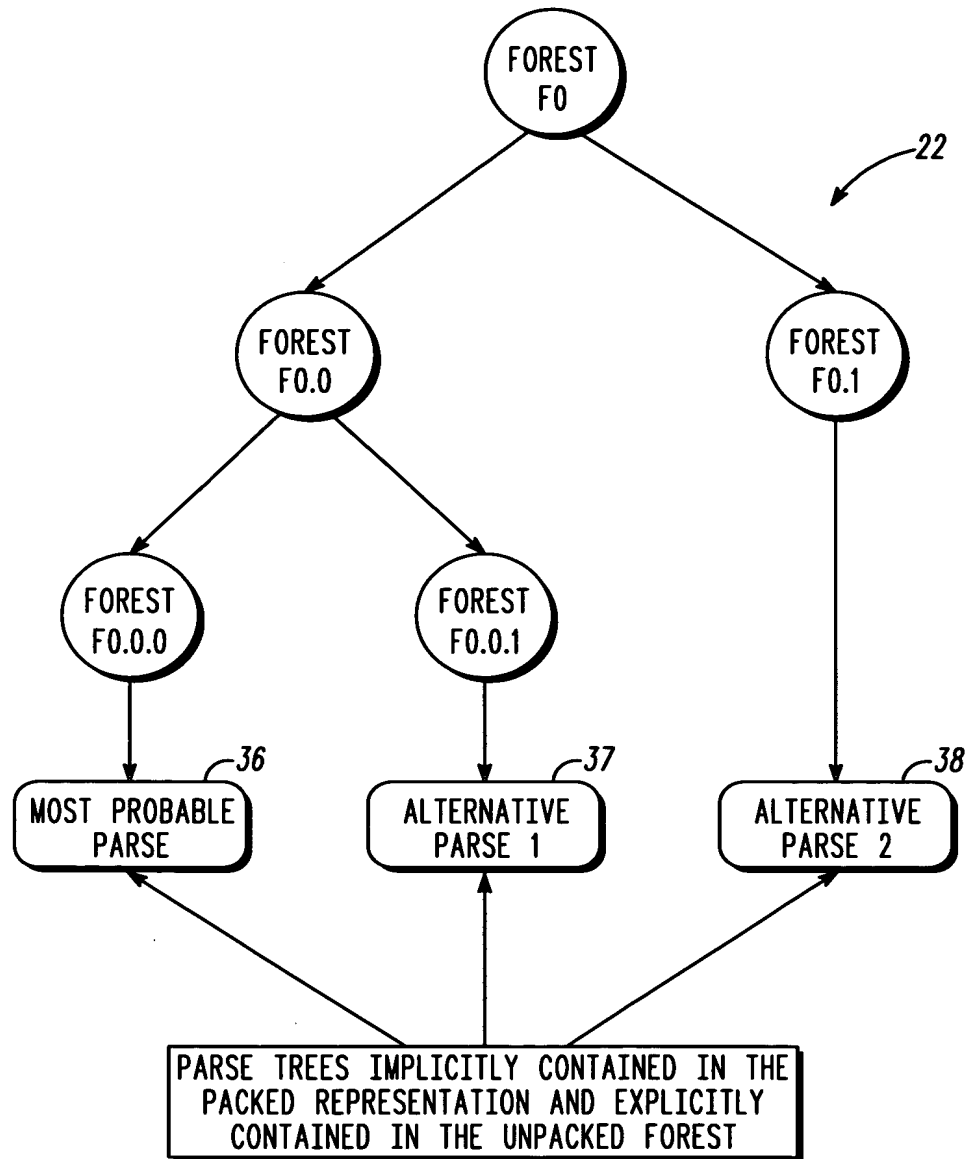 FOREST
F0
22
FOREST
F0.0
FOREST
F0.1
FOREST
F0.0.0
FOREST
F0.0.1
36
37
38
MOST PROBABLE
PARSE
ALTERNATIVE
PARSE 1
ALTERNATIVE
PARSE 2
PARSE TREES IMPLICITLY CONTAINED IN THE
PACKED REPRESENTATION AND EXPLICITLY
CONTAINED IN THE UNPACKED FOREST